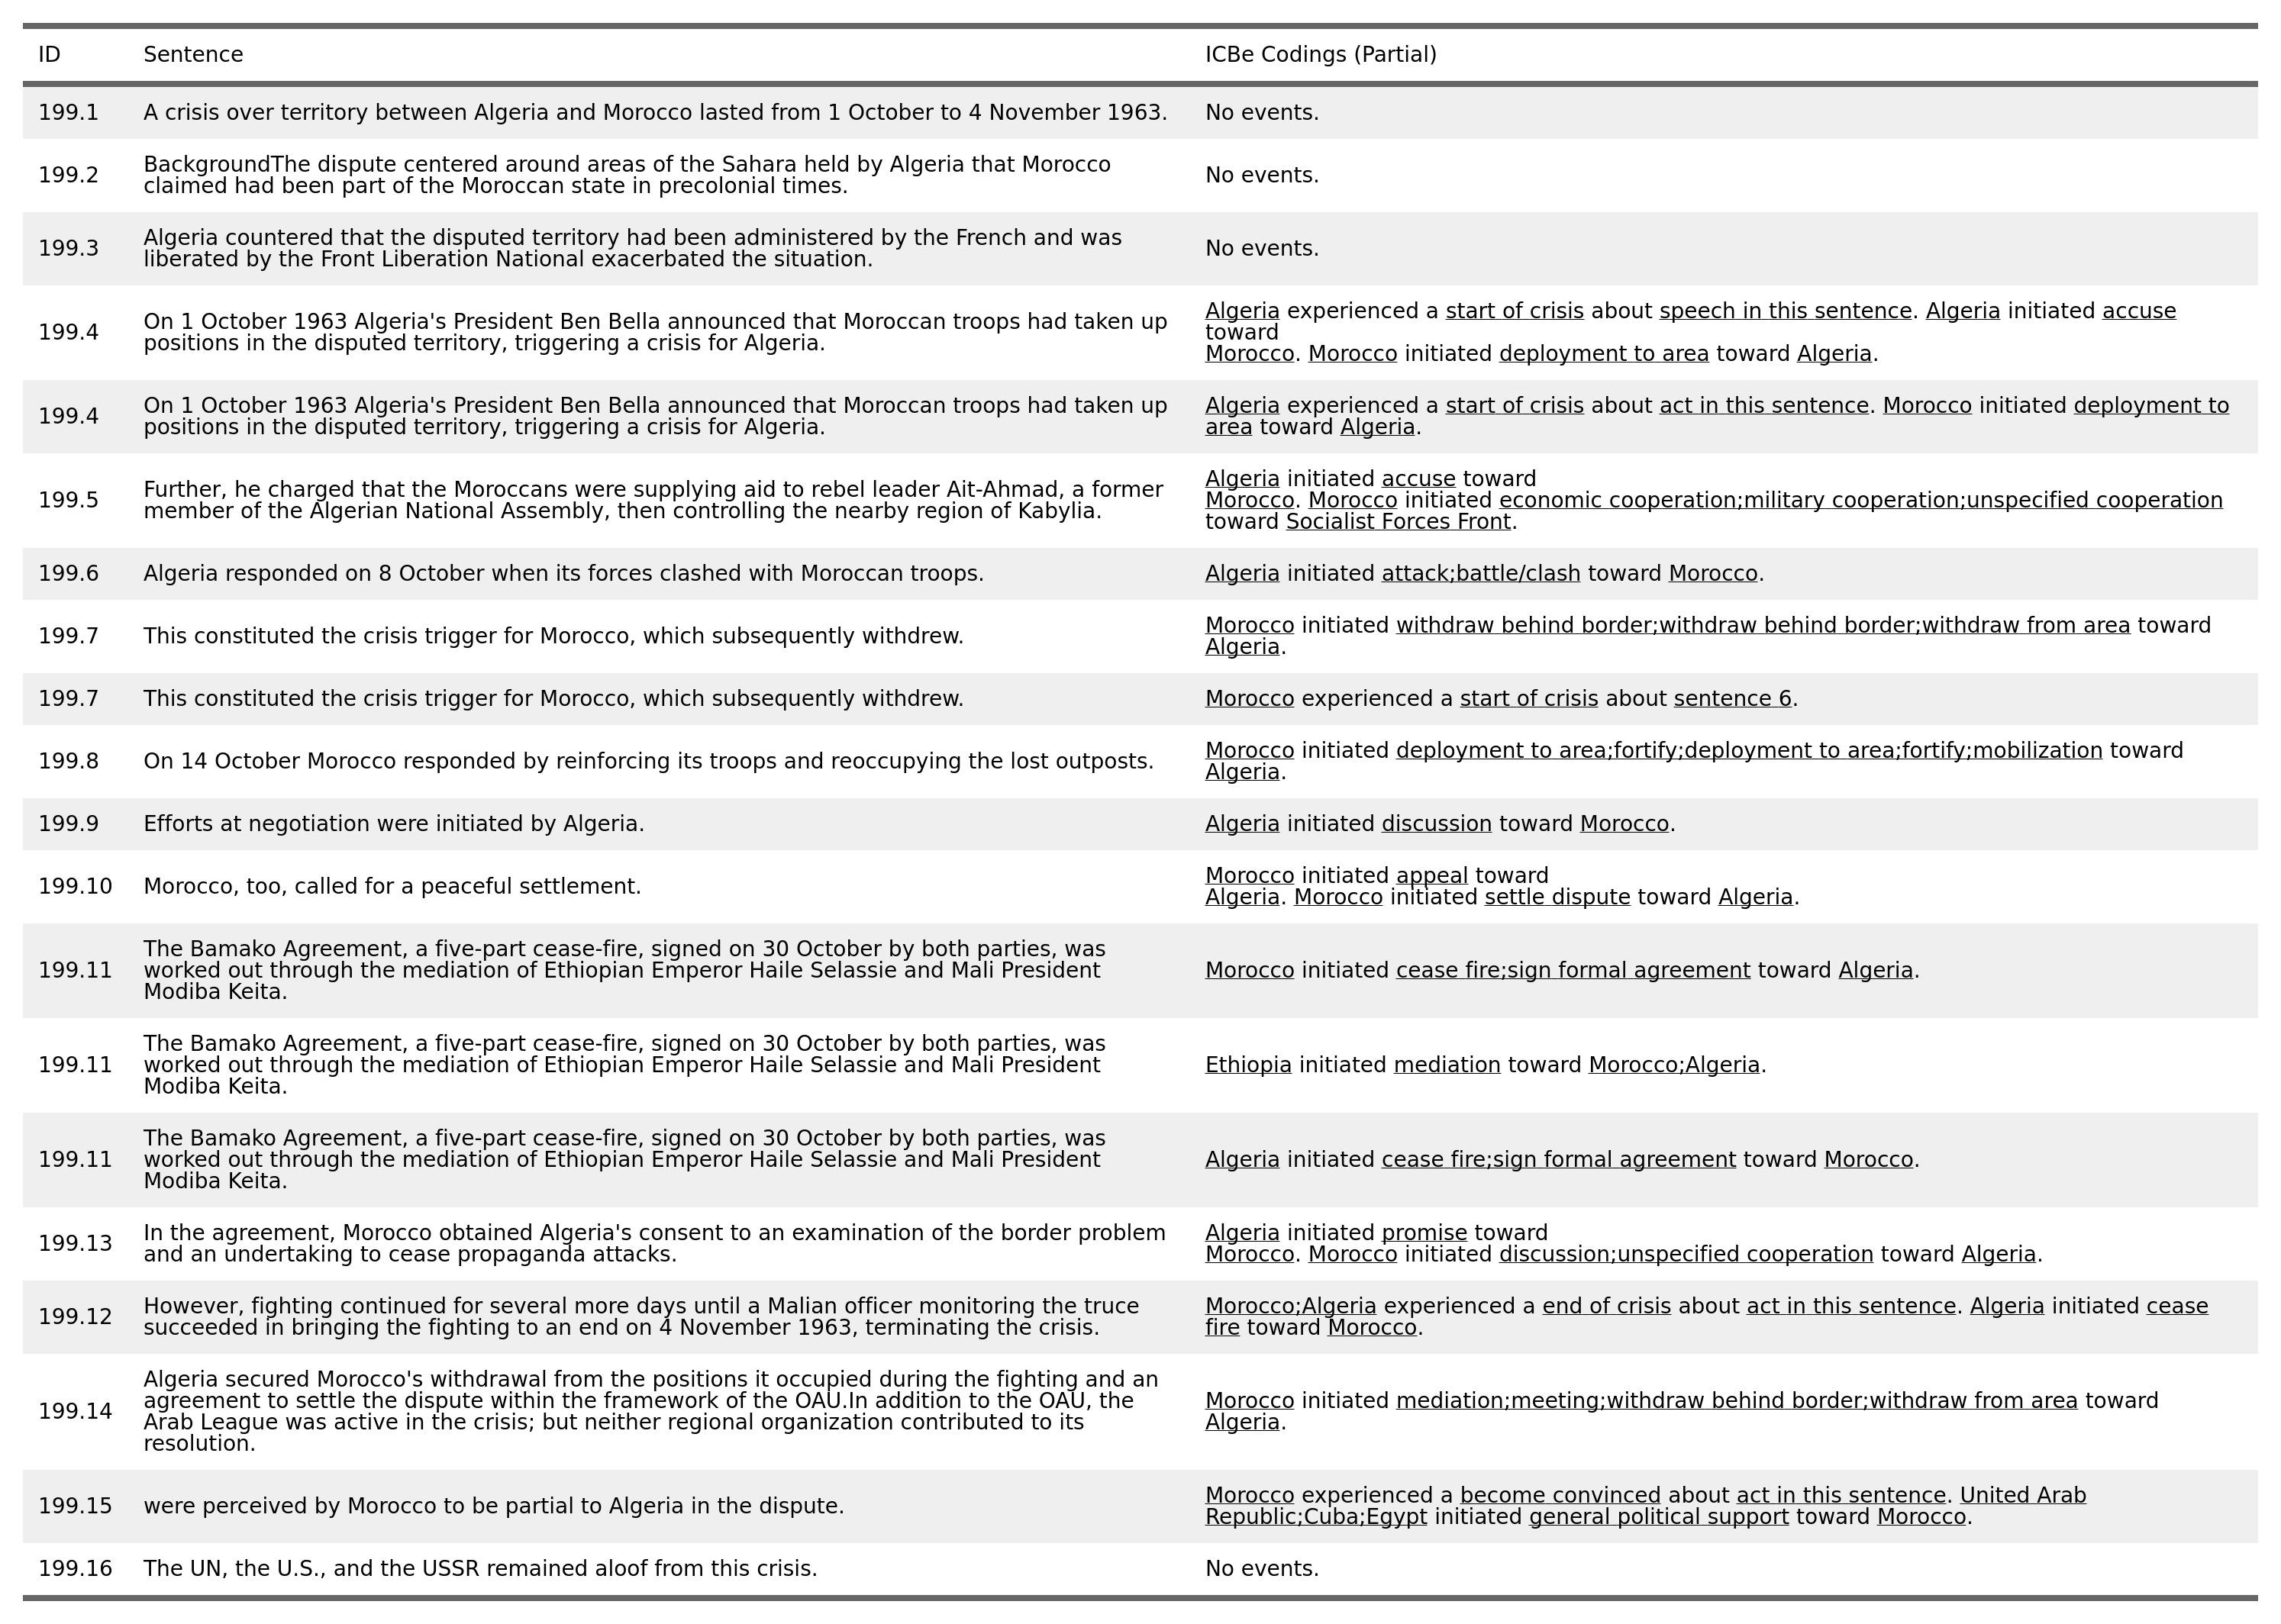 ID Sentence ICBe Codings (Partial)
199.1 A crisis over territory between Algeria and Morocco lasted from 1 October to 4 November 1963. No events.
199.2 BackgroundThe dispute centered around areas of the Sahara held by Algeria that Morocco
claimed had been part of the Moroccan state in precolonial times. No events.
199.3 Algeria countered that the disputed territory had been administered by the French and was
liberated by the Front Liberation National exacerbated the situation. No events.
199.4 On 1 October 1963 Algeria's President Ben Bella announced that Moroccan troops had taken up
positions in the disputed territory, triggering a crisis for Algeria.
Algeria experienced a start of crisis about speech in this sentence. Algeria initiated accuse
toward
Morocco. Morocco initiated deployment to area toward Algeria.
199.4 On 1 October 1963 Algeria's President Ben Bella announced that Moroccan troops had taken up
positions in the disputed territory, triggering a crisis for Algeria.
Algeria experienced a start of crisis about act in this sentence. Morocco initiated deployment to
area toward Algeria.
199.5 Further, he charged that the Moroccans were supplying aid to rebel leader Ait-Ahmad, a former
member of the Algerian National Assembly, then controlling the nearby region of Kabylia.
Algeria initiated accuse toward
Morocco. Morocco initiated economic cooperation;military cooperation;unspecified cooperation
toward Socialist Forces Front.
199.6 Algeria responded on 8 October when its forces clashed with Moroccan troops. Algeria initiated attack;battle/clash toward Morocco.
199.7 This constituted the crisis trigger for Morocco, which subsequently withdrew.
Morocco initiated withdraw behind border;withdraw behind border;withdraw from area toward
Algeria.
199.7 This constituted the crisis trigger for Morocco, which subsequently withdrew. Morocco experienced a start of crisis about sentence 6.
199.8 On 14 October Morocco responded by reinforcing its troops and reoccupying the lost outposts.
Morocco initiated deployment to area;fortify;deployment to area;fortify;mobilization toward
Algeria.
199.9 Efforts at negotiation were initiated by Algeria. Algeria initiated discussion toward Morocco.
199.10 Morocco, too, called for a peaceful settlement.
Morocco initiated appeal toward
Algeria. Morocco initiated settle dispute toward Algeria.
199.11 The Bamako Agreement, a five-part cease-fire, signed on 30 October by both parties, was
worked out through the mediation of Ethiopian Emperor Haile Selassie and Mali President
Modiba Keita.
Morocco initiated cease fire;sign formal agreement toward Algeria.
199.11 The Bamako Agreement, a five-part cease-fire, signed on 30 October by both parties, was
worked out through the mediation of Ethiopian Emperor Haile Selassie and Mali President
Modiba Keita.
Ethiopia initiated mediation toward Morocco;Algeria.
199.11 The Bamako Agreement, a five-part cease-fire, signed on 30 October by both parties, was
worked out through the mediation of Ethiopian Emperor Haile Selassie and Mali President
Modiba Keita.
Algeria initiated cease fire;sign formal agreement toward Morocco.
199.13 In the agreement, Morocco obtained Algeria's consent to an examination of the border problem
and an undertaking to cease propaganda attacks.
Algeria initiated promise toward
Morocco. Morocco initiated discussion;unspecified cooperation toward Algeria.
199.12 However, fighting continued for several more days until a Malian officer monitoring the truce
succeeded in bringing the fighting to an end on 4 November 1963, terminating the crisis.
Morocco;Algeria experienced a end of crisis about act in this sentence. Algeria initiated cease
fire toward Morocco.
199.14 Algeria secured Morocco's withdrawal from the positions it occupied during the fighting and an
agreement to settle the dispute within the framework of the OAU.In addition to the OAU, the
Arab League was active in the crisis; but neither regional organization contributed to its
resolution.
Morocco initiated mediation;meeting;withdraw behind border;withdraw from area toward
Algeria.
199.15 were perceived by Morocco to be partial to Algeria in the dispute.
Morocco experienced a become convinced about act in this sentence. United Arab
Republic;Cuba;Egypt initiated general political support toward Morocco.
199.16 The UN, the U.S., and the USSR remained aloof from this crisis. No events.